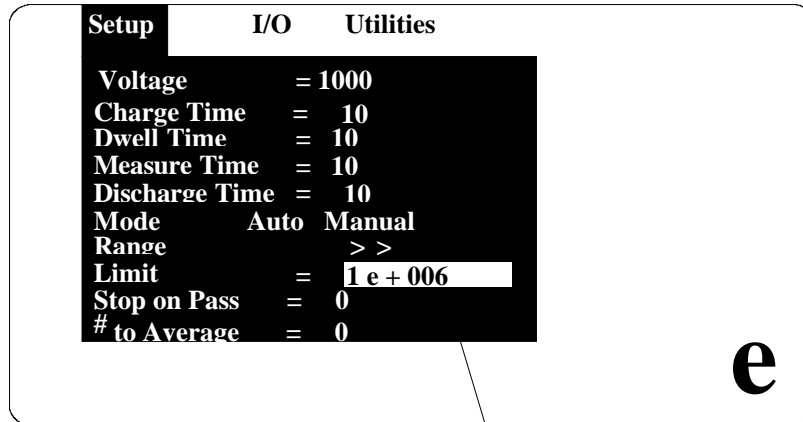 Setup I/O Utilities
Voltage = 1000
Charge Time = 10
Dwell Time = 10
Measure Time = 10
Discharge Time = 10
Mode Auto Manual
Range > >
Limit = 1 e + 006
Stop on Pass = 0
# to Average = 0
e